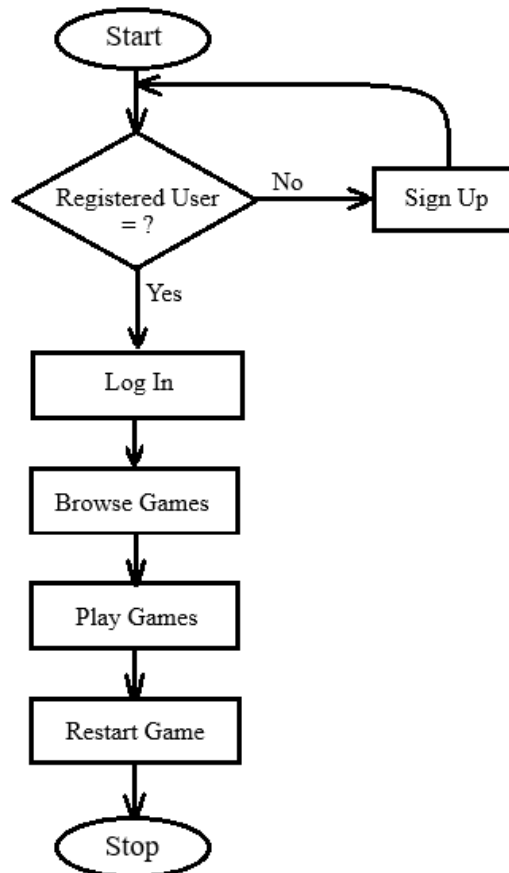 Start
Registered User
= ?
No
Sign Up
Yes
Log In
Browse Games
Play Games
Restart Game
Stop